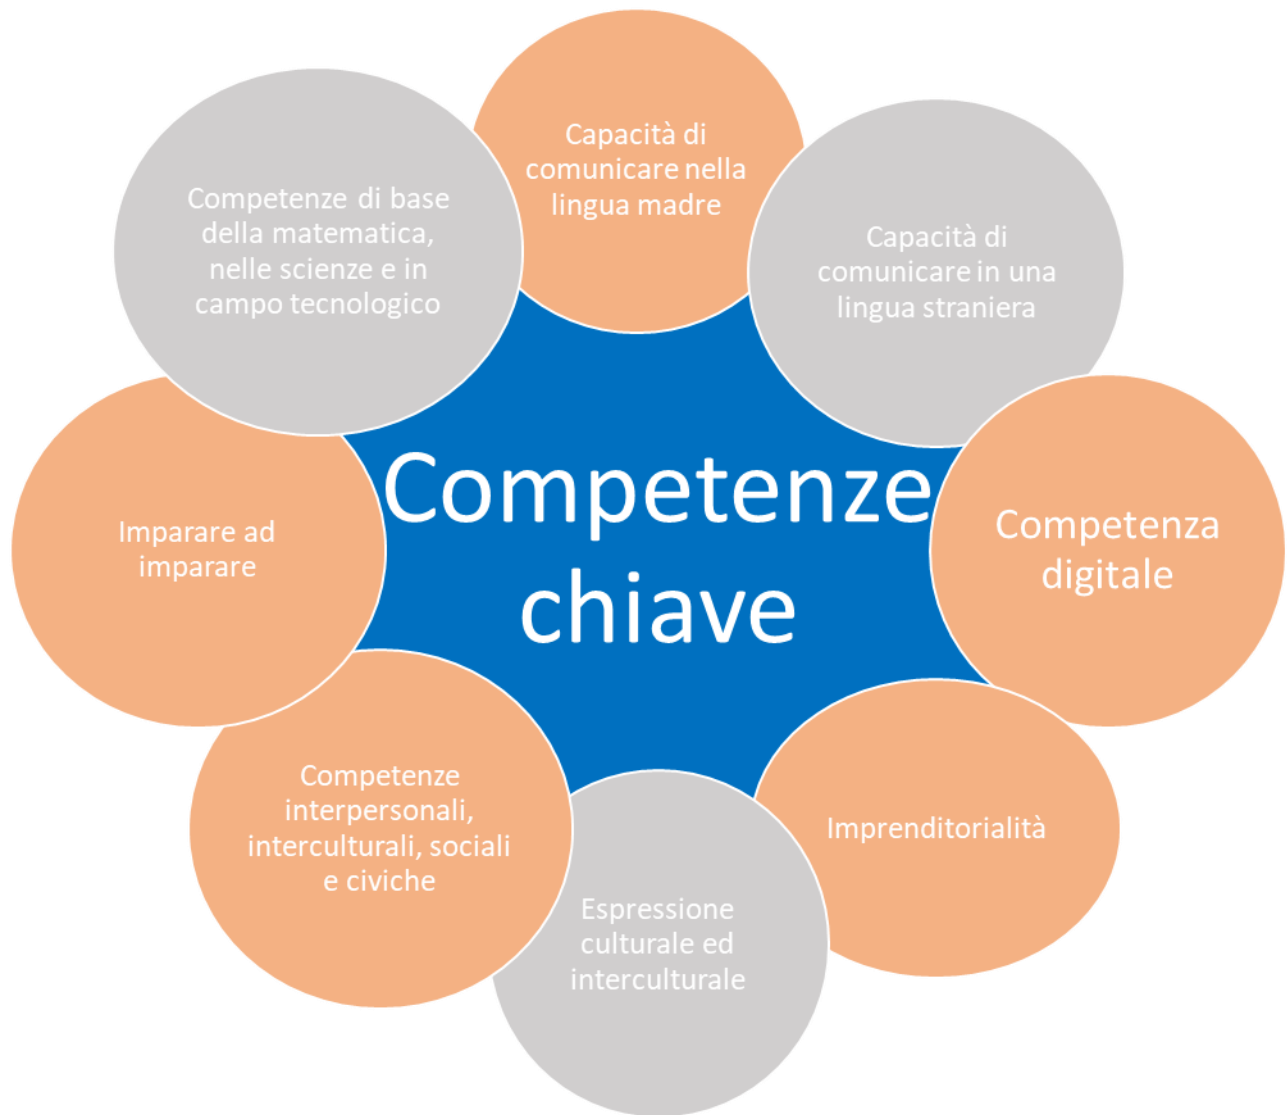 Capacità di
comunicare nella
lingua madre
Capacità di
comunicare in una
lingua straniera
Competenza
digitale
Imprenditorialità
Espressione
culturale ed
interculturale
Competenze
interpersonali,
interculturali, sociali
e civiche
Imparare ad
imparare
Competenze di base
della matematica,
nelle scienze e in
campo tecnologico
Competenze
chiave